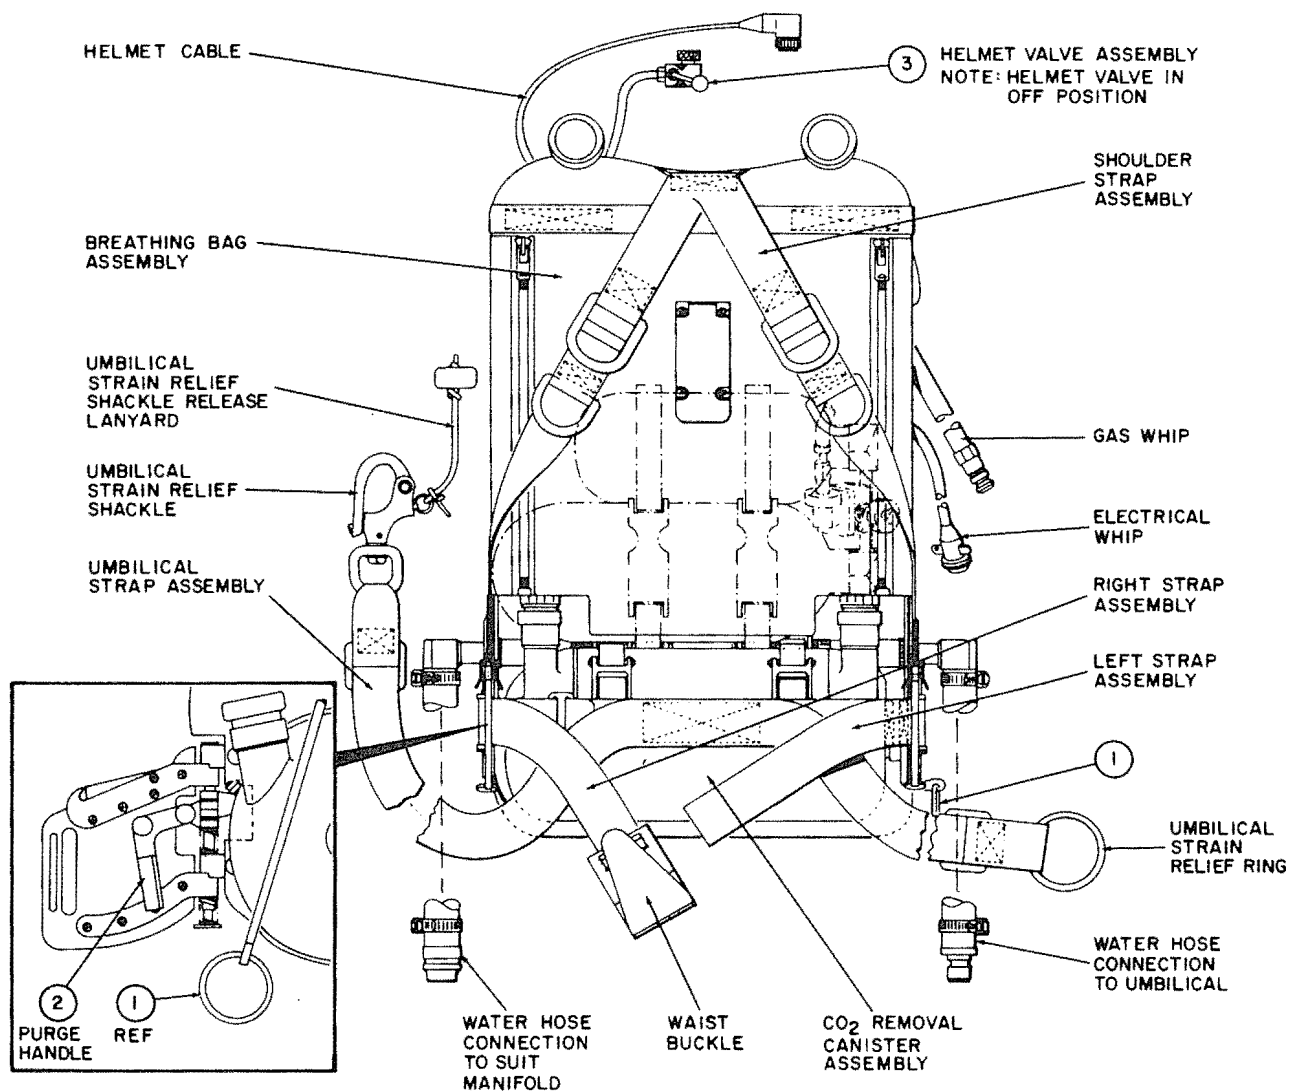 HELMET CABLE
3
HELMET VALVE ASSEMBLY
NOTE: HELMET VALVE IN
OFF POSITION
SHOULDER
STRAP
ASSEMBLY
BREATHING BAG
ASSEMBLY
UMBILICAL
STRAIN RELIEF
SHACKLE RELEASE
LANYARD
GAS WHIP
UMBILICAL
STRAIN RELIEF
SHACKLE
ELECTRICAL
WHIP
UMBILICAL
STRAP ASSEMBLY
RIGHT STRAP
ASSEMBLY
LEFT STRAP
ASSEMBLY
1
UMBILICAL
STRAIN
RELIEF RING
WATER HOSE
CONNECTION
TO UMBILICAL
2
PURGE
HANDLE
1
REF
WATER HOSE
CONNECTION
TO SUIT
MANIFOLD
WAIST
BUCKLE
CO₂ REMOVAL
CANISTER
ASSEMBLY